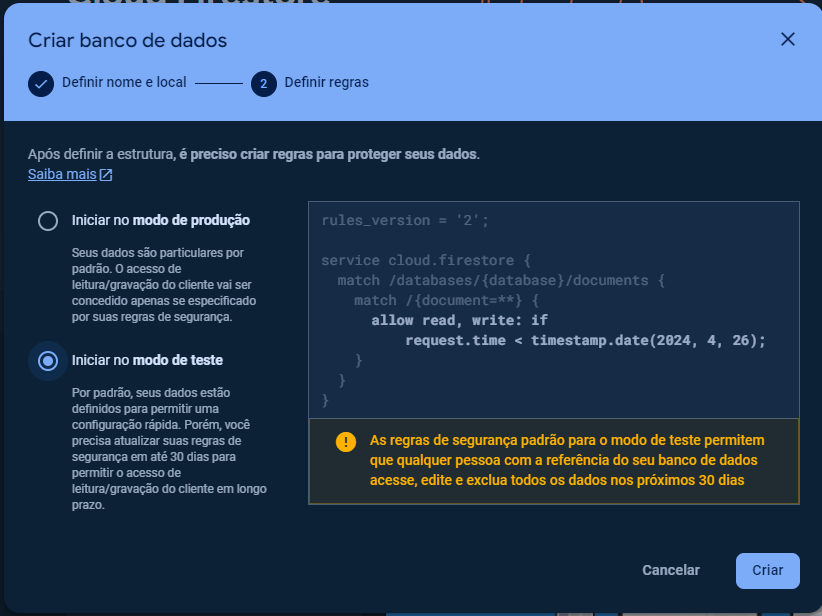 Cloud Firestore
Criar banco de dados
Definir nome e local
2 Definir regras
Após definir a estrutura, é preciso criar regras para proteger seus dados.
Saiba mais
Iniciar no modo de produção
Seus dados são particulares por
padrão. O acesso de
leitura/gravação do cliente vai ser
concedido apenas se especificado
por suas regras de segurança.
Iniciar no modo de teste
Por padrão, seus dados estão
definidos para permitir uma
configuração rápida. Porém, você
precisa atualizar suas regras de
segurança em até 30 dias para
permitir o acesso de
leitura/gravação do cliente em longo
prazo.
rules_version = '2';
service cloud.firestore {
match /databases/{database}/documents {
match /{document=**} {
allow read, write: if
request.time < timestamp.date(2024, 4, 26);
}
}
}
As regras de segurança padrão para o modo de teste permitem
que qualquer pessoa com a referência do seu banco de dados
acesse, edite e exclua todos os dados nos próximos 30 dias
Cancelar
Criar